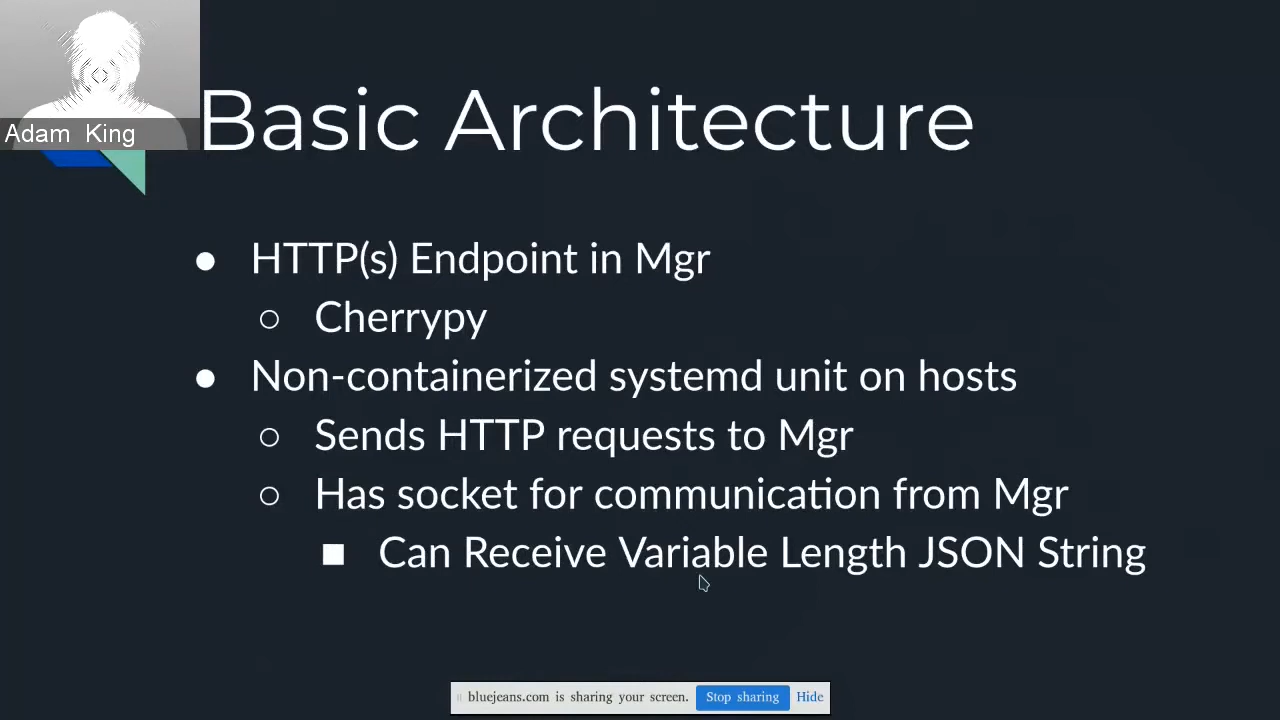 Adam King
Basic Architecture
● HTTP(s) Endpoint in Mgr
○ Cherrypy
● Non-containerized systemd unit on hosts
○ Sends HTTP requests to Mgr
○ Has socket for communication from Mgr
■ Can Receive Variable Length JSON String
bluejeans.com is sharing your screen. Stop sharing Hide